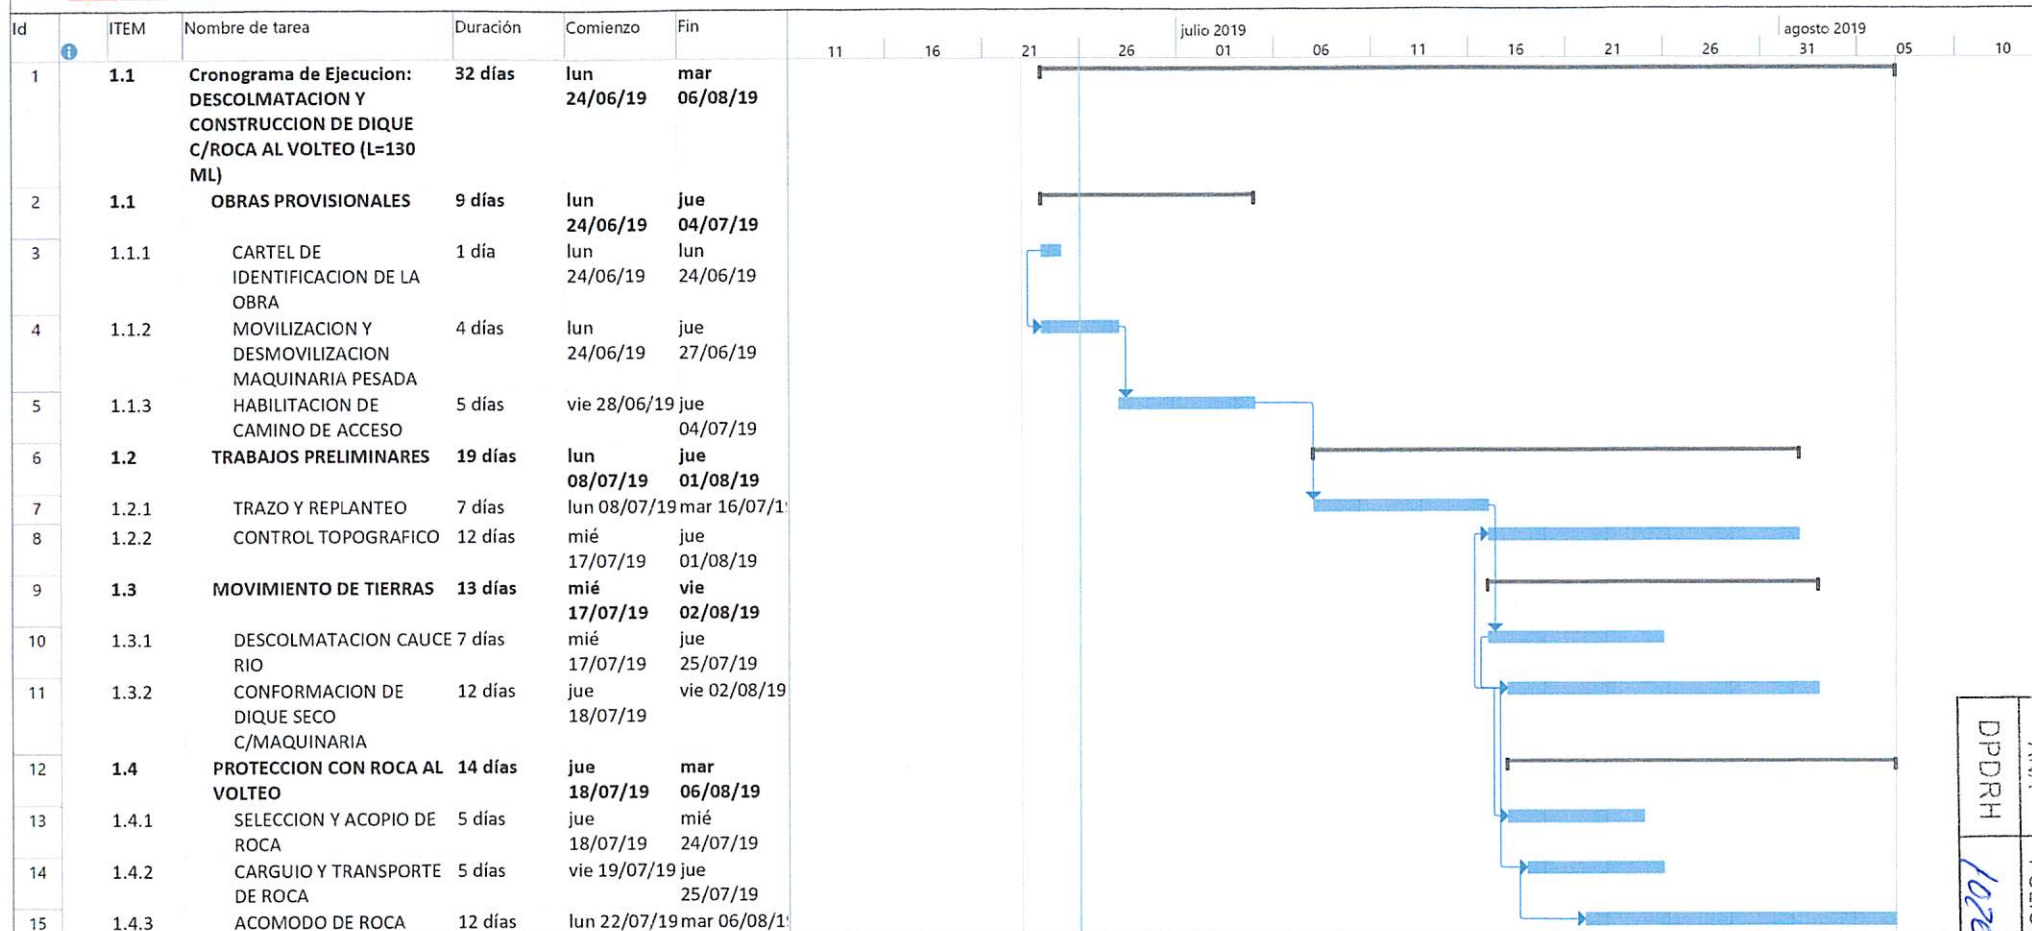 Id ITEM Nombre de tarea Duración Comienzo Fin
julio 2019 agosto 2019
11 16 21 26 01 06 11 16 21 26 31 05 10
1 1.1 Cronograma de Ejecucion: 32 días lun mar
DESCOLMATACION Y 24/06/19 06/08/19
CONSTRUCCION DE DIQUE
C/ROCA AL VOLTEO (L=130
ML)
2 1.1 OBRAS PROVISIONALES 9 días lun jue
24/06/19 04/07/19
3 1.1.1 CARTEL DE 1 día lun lun
IDENTIFICACION DE LA 24/06/19 24/06/19
OBRA
4 1.1.2 MOVILIZACION Y 4 días lun jue
DESMOVILIZACION 24/06/19 27/06/19
MAQUINARIA PESADA
5 1.1.3 HABILITACION DE 5 días vie 28/06/19 jue
CAMINO DE ACCESO 04/07/19
6 1.2 TRABAJOS PRELIMINARES 19 días lun jue
08/07/19 01/08/19
7 1.2.1 TRAZO Y REPLANTEO 7 días lun 08/07/19 mar 16/07/1
8 1.2.2 CONTROL TOPOGRAFICO 12 días mié jue
17/07/19 01/08/19
9 1.3 MOVIMIENTO DE TIERRAS 13 días mié vie
17/07/19 02/08/19
10 1.3.1 DESCOLMATACION CAUCE 7 días mié jue
RIO 17/07/19 25/07/19
11 1.3.2 CONFORMACION DE 12 días jue vie 02/08/19
DIQUE SECO 18/07/19
C/MAQUINARIA
12 1.4 PROTECCION CON ROCA AL 14 días jue mar
VOLTEO 18/07/19 06/08/19
13 1.4.1 SELECCION Y ACOPIO DE 5 días jue mié
ROCA 18/07/19 24/07/19
14 1.4.2 CARGUIO Y TRANSPORTE 5 días vie 19/07/19 jue
DE ROCA 25/07/19
15 1.4.3 ACOMODO DE ROCA 12 días lun 22/07/19 mar 06/08/1
DPDRH